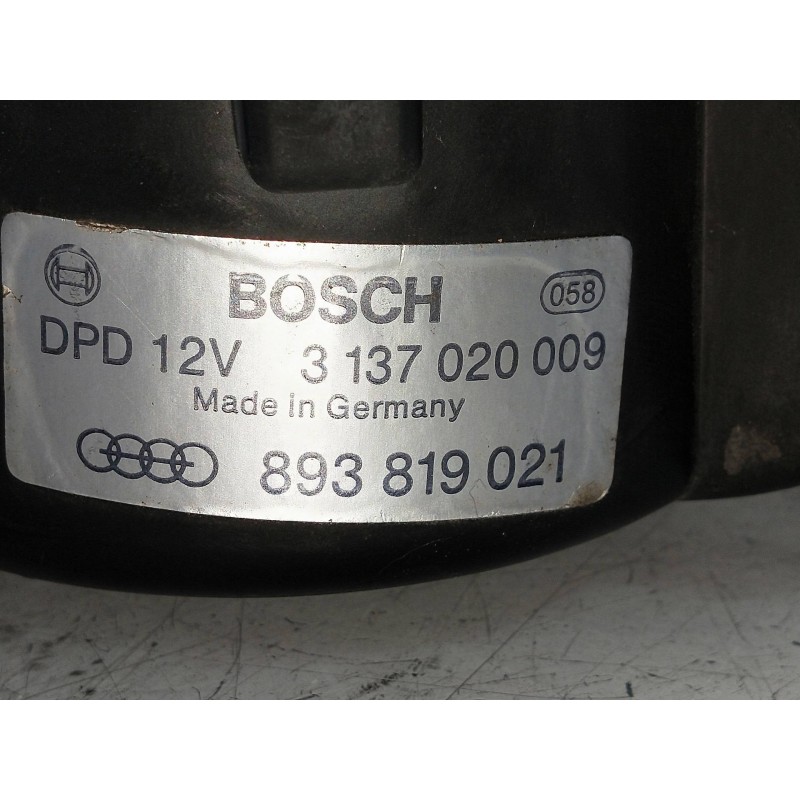 BOSCH 058
DPD 12V 3 137 020 009
Made in Germany
893 819 021